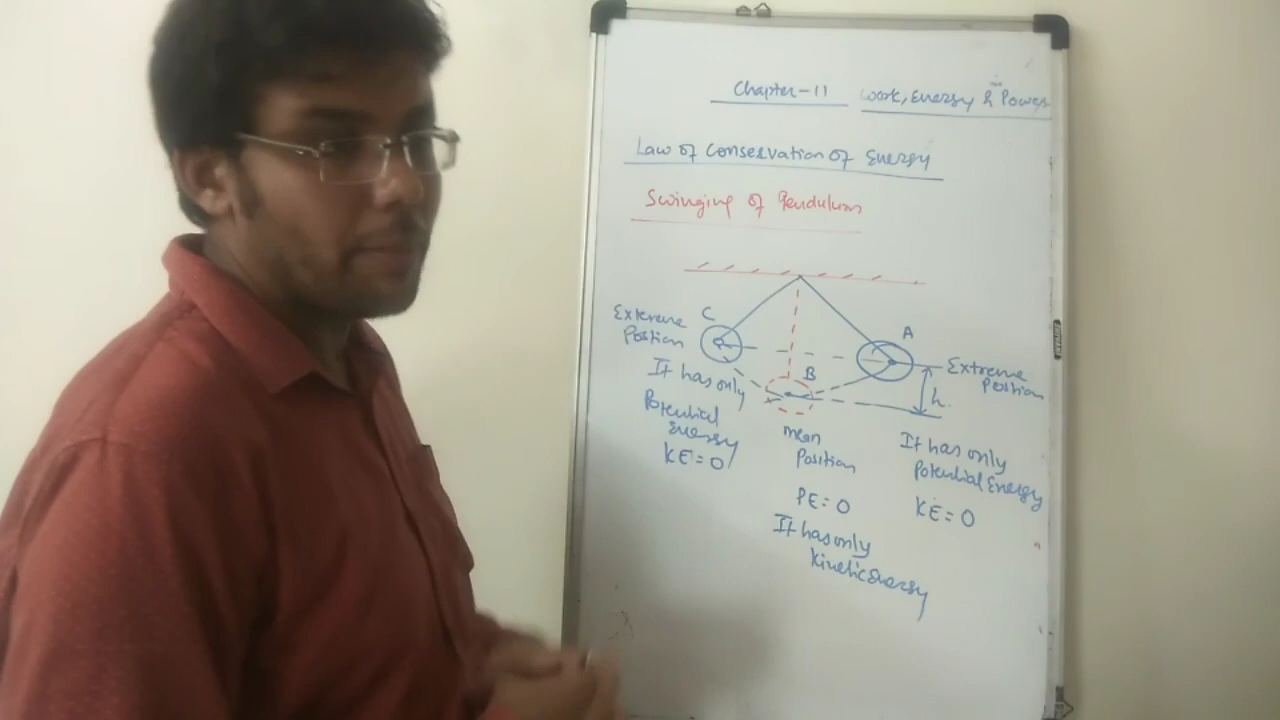 Chapter-11 Work, Energy & Power
Law of Conservation of Energy
Swinging of Pendulum
C
Extereme
Postion
It has only
Potential
Energy
KE=0
A
Extreme
Position
h
B
mean
Position
PE=0
It has only
Kinetic Energy
It has only
Potential Energy
KE=0